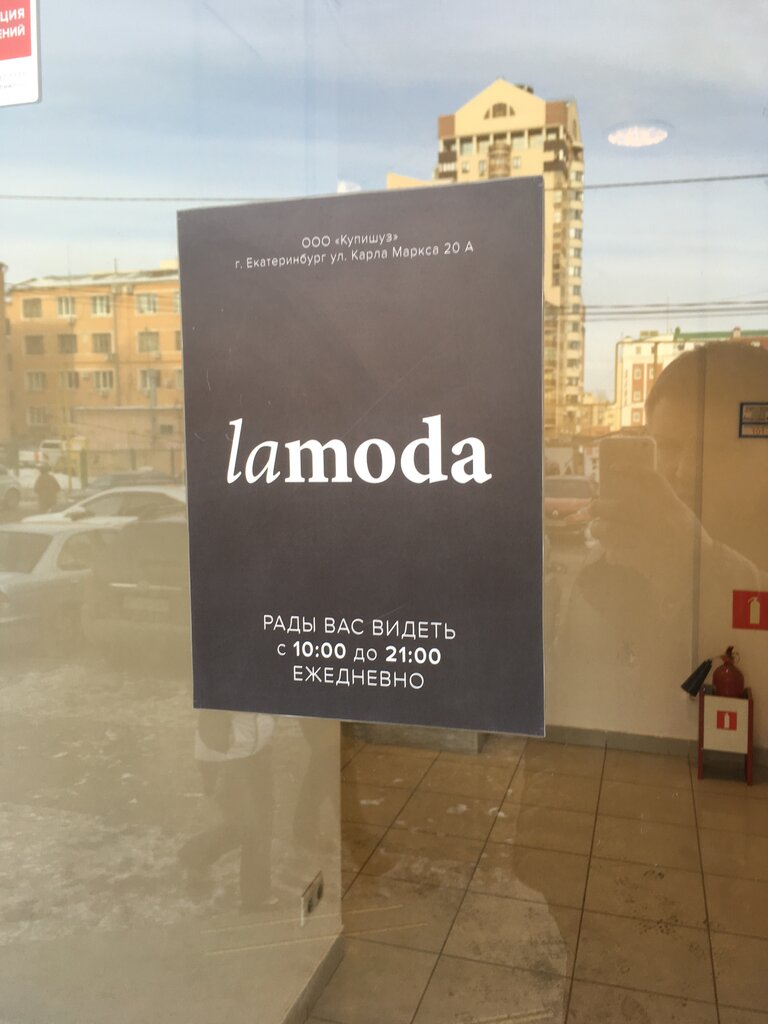 ООО «Купишуз»
г. Екатеринбург ул. Карла Маркса 20 А
lamoda
РАДЫ ВАС ВИДЕТЬ
с 10:00 до 21:00
ЕЖЕДНЕВНО